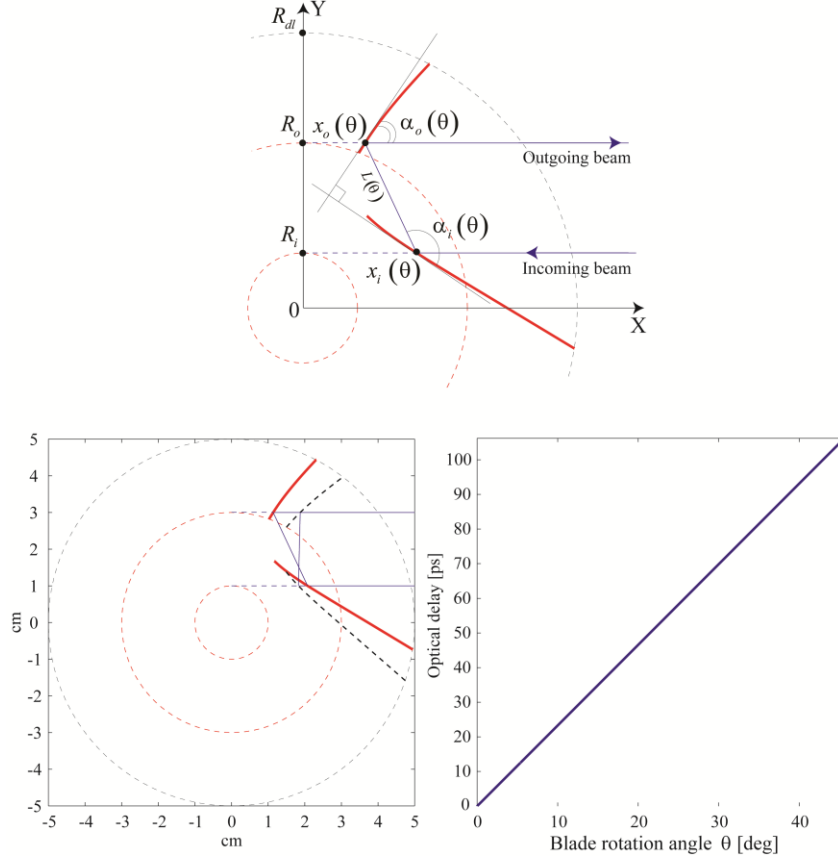 Y
R_dl
R_o
x_o (θ)
α_o (θ)
Outgoing beam
L(θ)
R_i
α_i (θ)
x_i (θ)
Incoming beam
0
X
5
4
3
2
1
0
-1
-2
-3
-4
-5
cm
-5 -4 -3 -2 -1 0 1 2 3 4 5
cm
100
90
80
70
60
50
40
30
20
10
0
Optical delay [ps]
0 10 20 30 40
Blade rotation angle θ [deg]